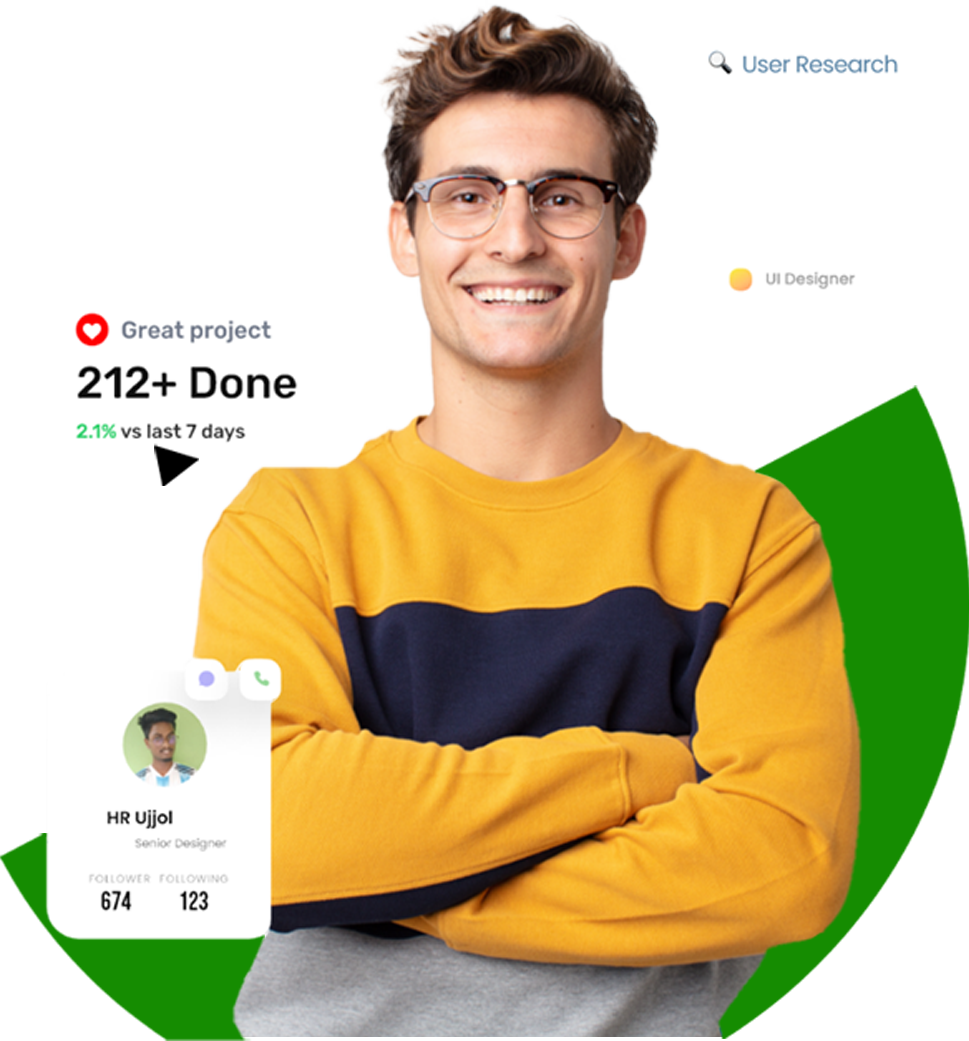 User Research
UI Designer
Great project
212+ Done
2.1% vs last 7 days
HR Ujjol
Senior Designer
FOLLOWER FOLLOWING
674 123